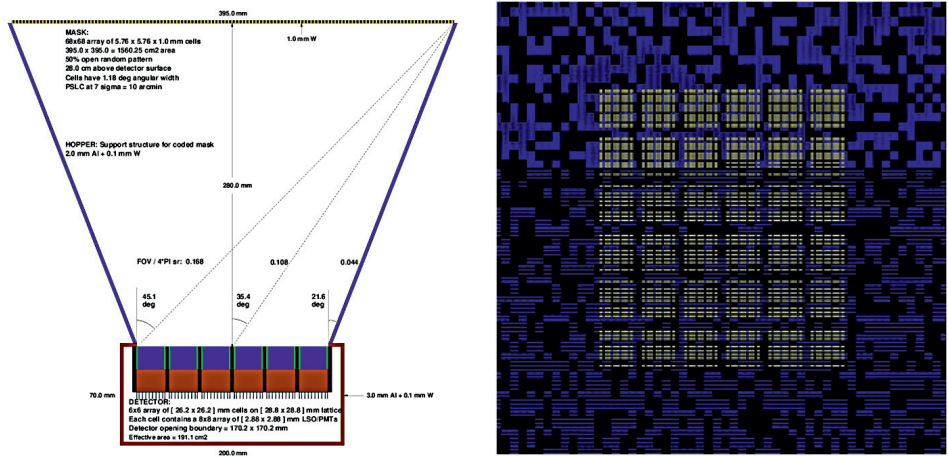 395.0 mm
1.0 mm W
MASK:
68x68 array of 5.76 x 5.76 x 1.0 mm cells
395.0 x 395.0 = 1560.25 cm2 area
50% open random pattern
28.0 cm above detector surface
Cells have 1.18 deg angular width
PSLC at 7 sigma = 10 arcmin
HOPPER: Support structure for coded mask
2.0 mm Al + 0.1 mm W
280.0 mm
FOV / 4*PI sr: 0.168
0.108
0.044
45.1
deg
35.4
deg
21.6
deg
70.0 mm
3.0 mm Al + 0.1 mm W
DETECTOR:
6x6 array of [ 26.2 x 26.2 ] mm cells on [ 28.8 x 28.8 ] mm lattice
Each cell contains a 8x8 array of [ 2.88 x 2.88 ] mm LSO/PMTs
Detector opening boundary = 170.2 x 170.2 mm
Effective area = 191.1 cm2
200.0 mm